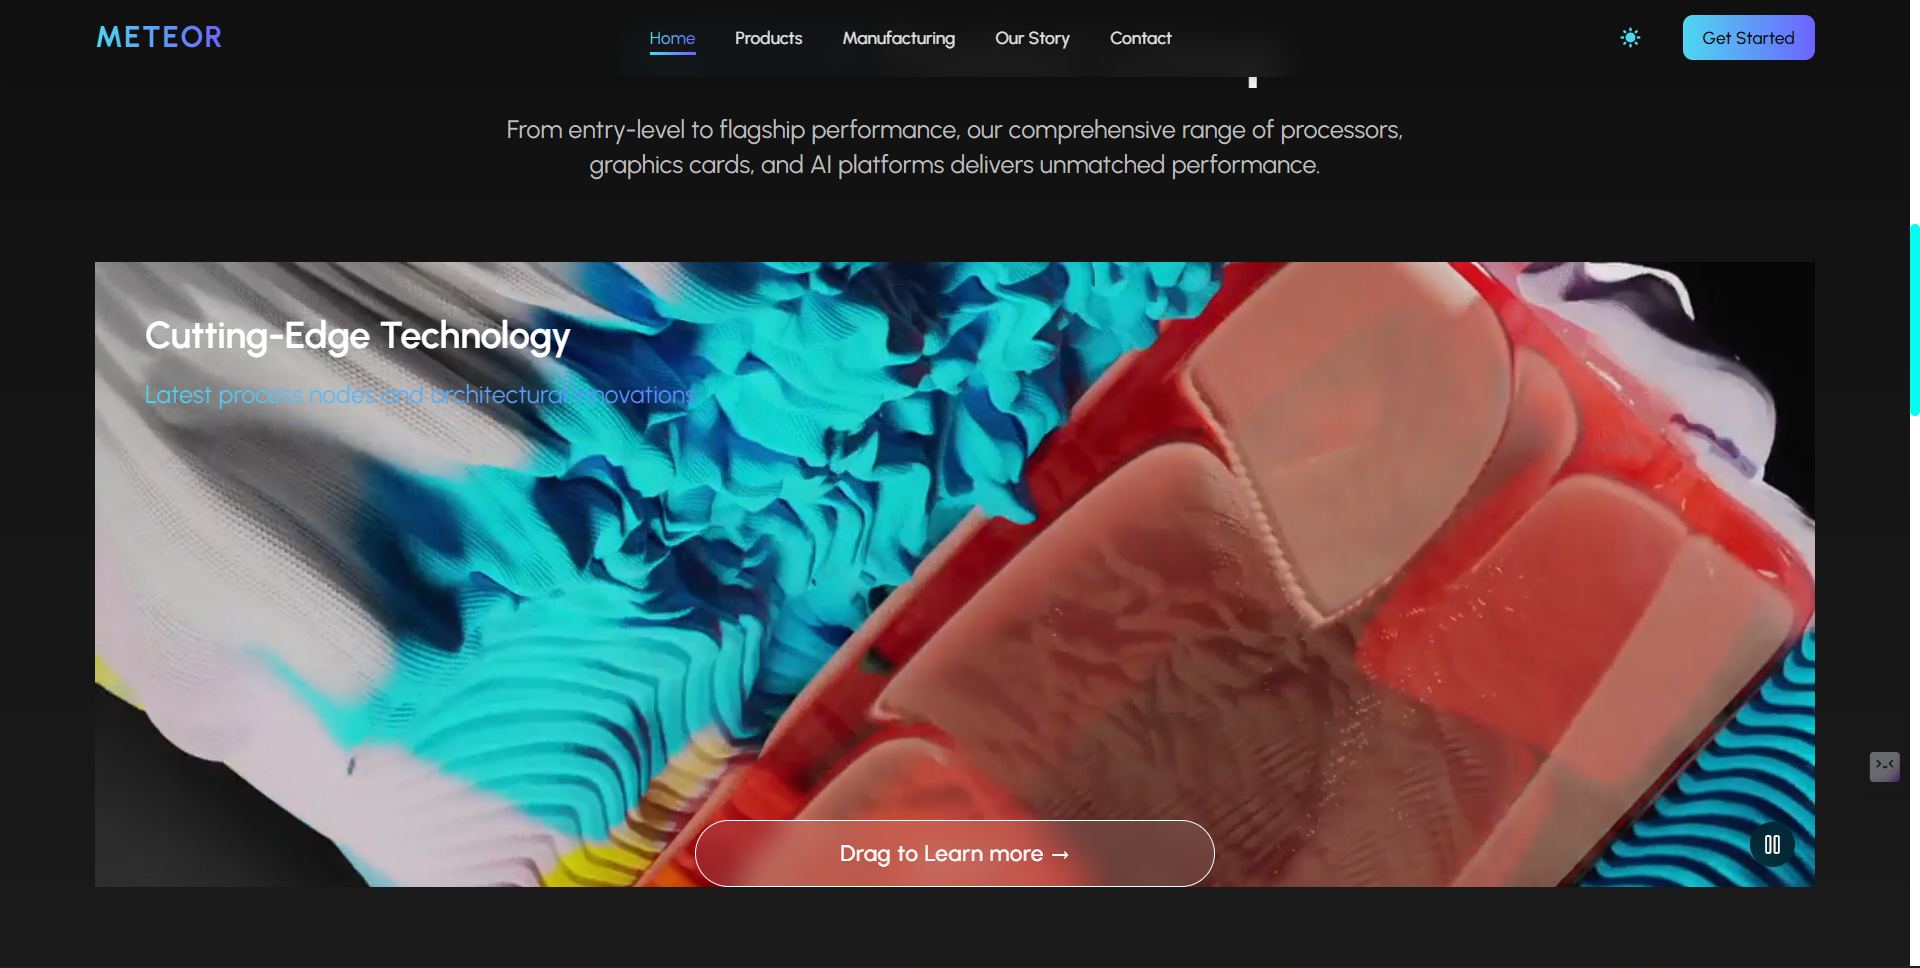 METEOR
Home
Products
Manufacturing
Our Story
Contact
Get Started
From entry-level to flagship performance, our comprehensive range of processors,
graphics cards, and AI platforms delivers unmatched performance.
Cutting-Edge Technology
Latest process nodes and architectural innovations
Drag to Learn more →